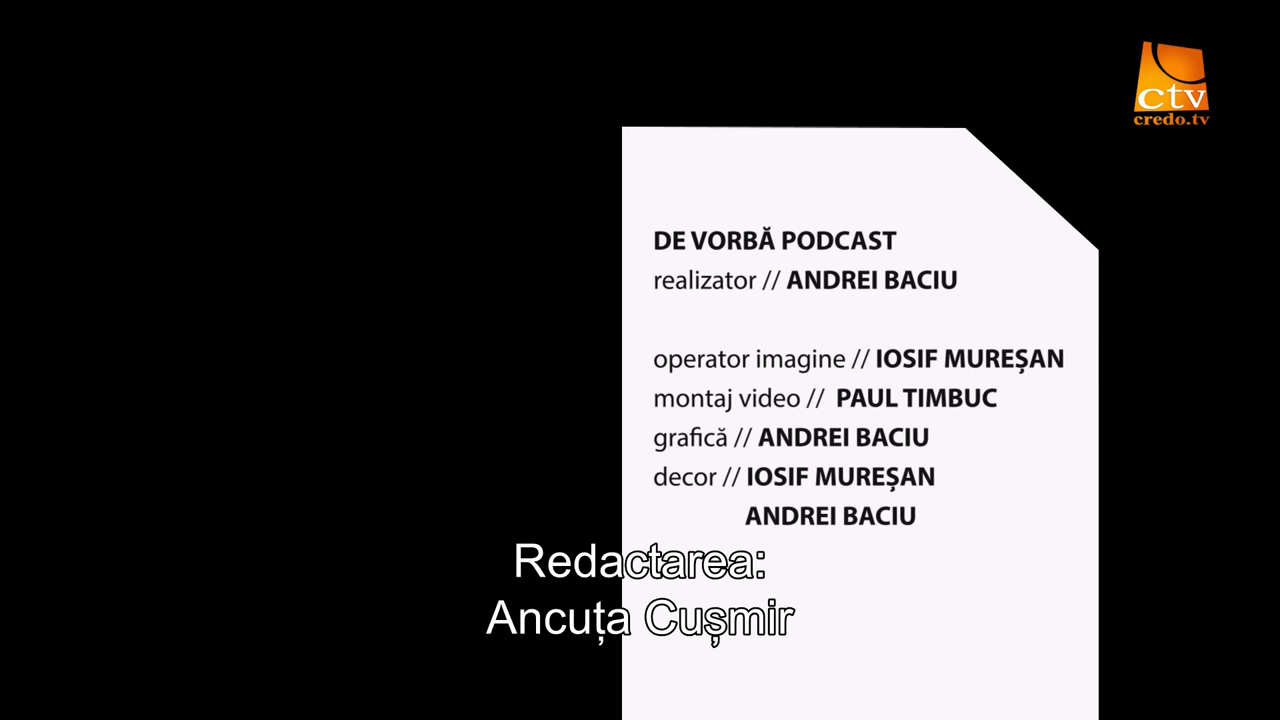 ctv
credo.tv
DE VORBĂ PODCAST
realizator // ANDREI BACIU
operator imagine // IOSIF MUREȘAN
montaj video // PAUL TIMBUC
grafică // ANDREI BACIU
decor // IOSIF MUREȘAN
ANDREI BACIU
Redactarea:
Ancuța Cușmir